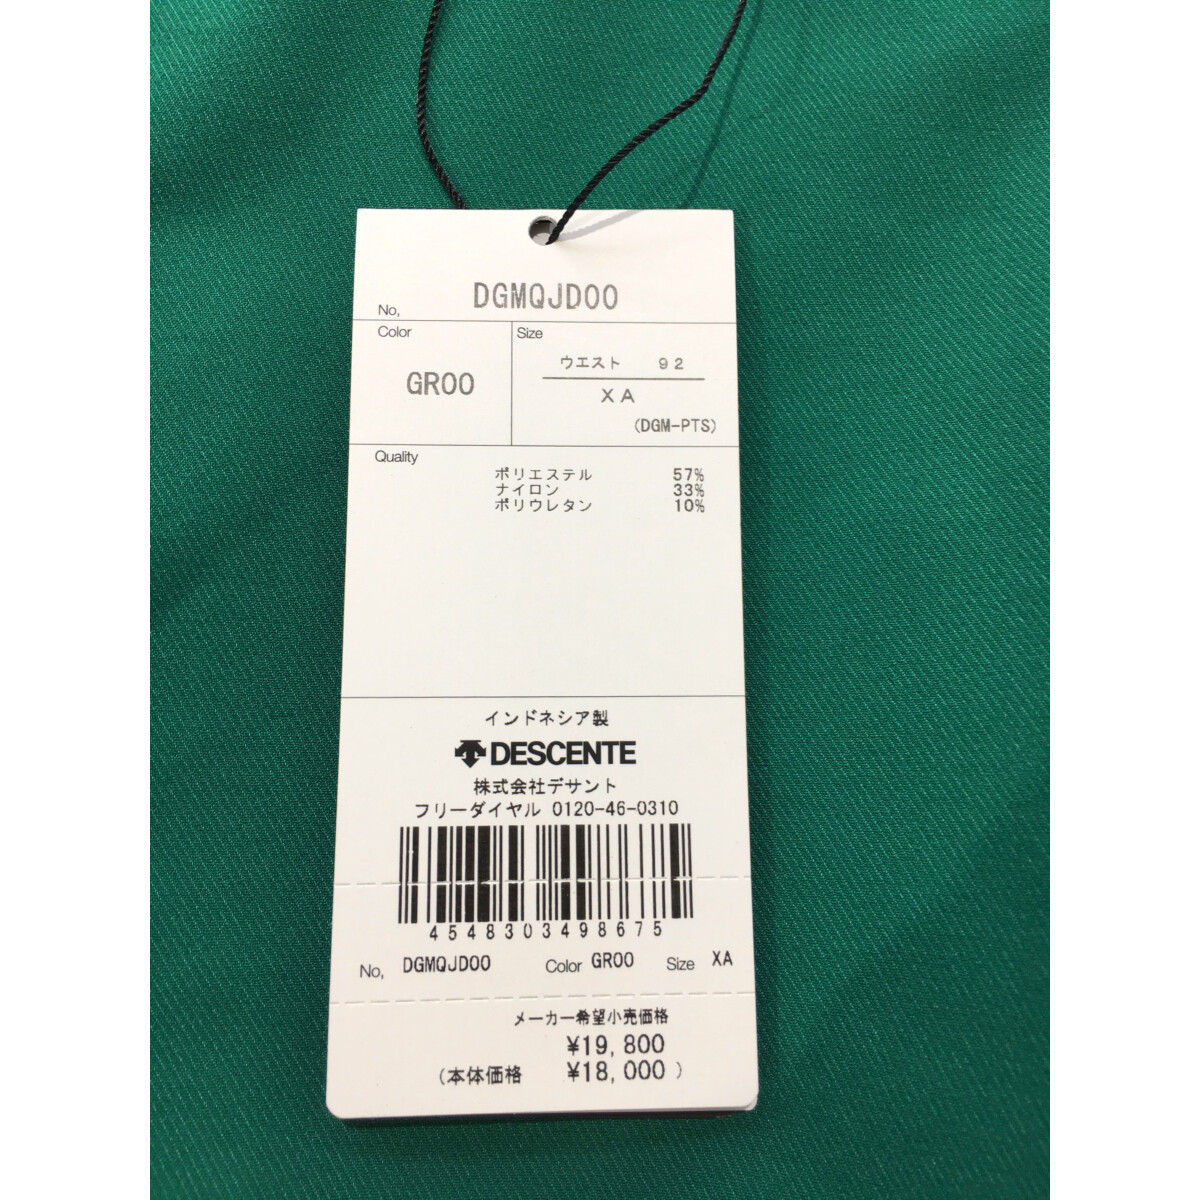 No, DGMQJD00
Color Size
GR00 ウエスト 92
XA
(DGM-PTS)
Quality
ポリエステル 57%
ナイロン 33%
ポリウレタン 10%
インドネシア製
DESCENTE
株式会社デサント
フリーダイヤル 0120-46-0310
4548303498675
No, DGMQJD00 Color GR00 Size XA
メーカー希望小売価格
¥19,800
(本体価格 ¥18,000)